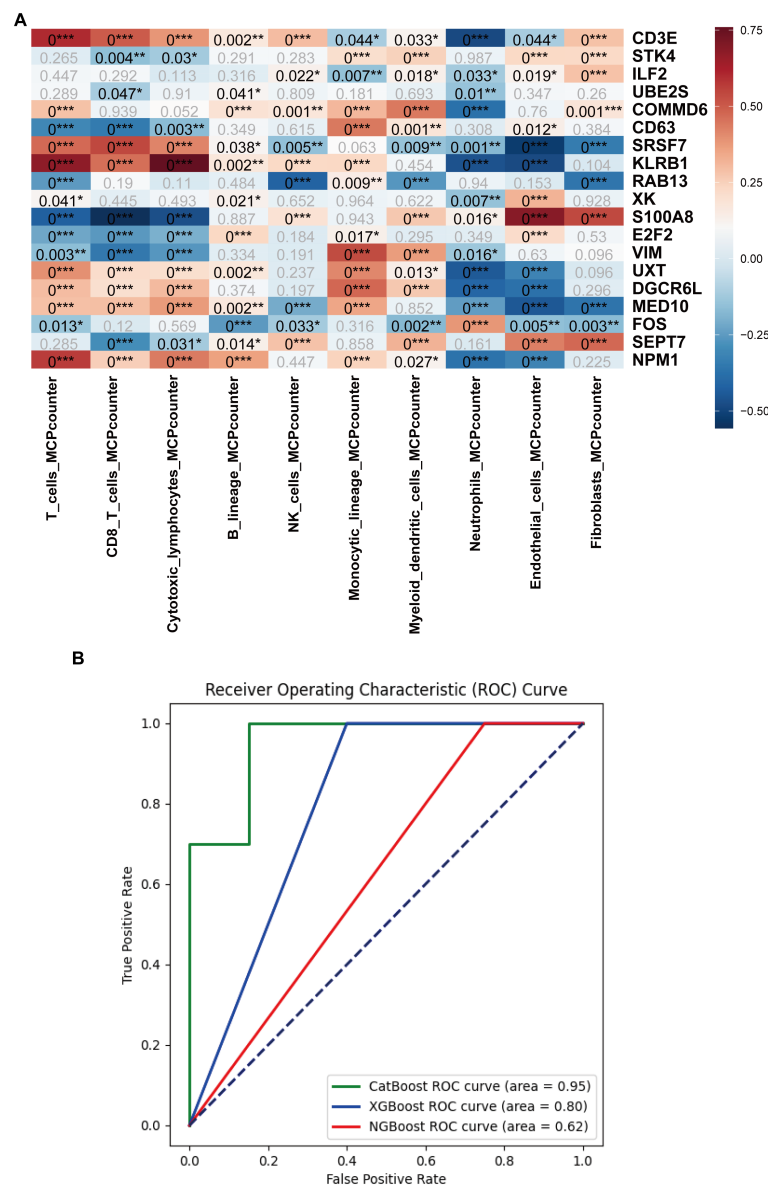 A
0*** 0*** 0*** 0.002** 0*** 0.044* 0.033* 0*** 0.044* 0*** CD3E
0.265 0.004** 0.03* 0.291 0.283 0*** 0*** 0.987 0*** 0*** STK4
0.447 0.292 0.113 0.316 0.022* 0.007** 0.018* 0.033* 0.019* 0*** ILF2
0.289 0.047* 0.91 0.041* 0.809 0.181 0.693 0.01** 0.347 0.26 UBE2S
0*** 0.939 0.052 0*** 0.001** 0*** 0*** 0*** 0.76 0.001*** COMMD6
0*** 0*** 0.003** 0.349 0.615 0*** 0.001** 0.308 0.012* 0.384 CD63
0*** 0*** 0*** 0.038* 0.005** 0.063 0.009** 0.001** 0*** 0*** SRSF7
0*** 0*** 0*** 0.002** 0*** 0*** 0.454 0*** 0*** 0.104 KLRB1
0*** 0.19 0.11 0.484 0*** 0.009** 0*** 0.94 0.153 0*** RAB13
0.041* 0.445 0.493 0.021* 0.652 0.964 0.622 0.007** 0*** 0.928 XK
0*** 0*** 0*** 0.887 0*** 0.943 0*** 0.016* 0*** 0*** S100A8
0*** 0*** 0*** 0*** 0.184 0.017* 0.295 0.349 0*** 0.53 E2F2
0.003** 0*** 0*** 0.334 0.191 0*** 0*** 0.016* 0.63 0.096 VIM
0*** 0*** 0*** 0.002** 0.237 0*** 0.013* 0*** 0*** 0.096 UXT
0*** 0*** 0*** 0.374 0.197 0*** 0*** 0*** 0*** 0.296 DGCR6L
0*** 0*** 0*** 0.002** 0*** 0*** 0.852 0*** 0*** 0*** MED10
0.013* 0.12 0.569 0*** 0.033* 0.316 0.002** 0*** 0.005** 0.003** FOS
0.285 0*** 0.031* 0.014* 0*** 0.858 0*** 0.161 0*** 0*** SEPT7
0*** 0*** 0*** 0*** 0.447 0*** 0.027* 0*** 0*** 0.225 NPM1
T_cells_MCPcounter
CD8_T_cells_MCPcounter
Cytotoxic_lymphocytes_MCPcounter
B_lineage_MCPcounter
NK_cells_MCPcounter
Monocytic_lineage_MCPcounter
Myeloid_dendritic_cells_MCPcounter
Neutrophils_MCPcounter
Endothelial_cells_MCPcounter
Fibroblasts_MCPcounter
0.75
0.50
0.25
0.00
−0.25
−0.50
B
Receiver Operating Characteristic (ROC) Curve
True Positive Rate
1.0
0.8
0.6
0.4
0.2
0.0
CatBoost ROC curve (area = 0.95)
XGBoost ROC curve (area = 0.80)
NGBoost ROC curve (area = 0.62)
0.0 0.2 0.4 0.6 0.8 1.0
False Positive Rate